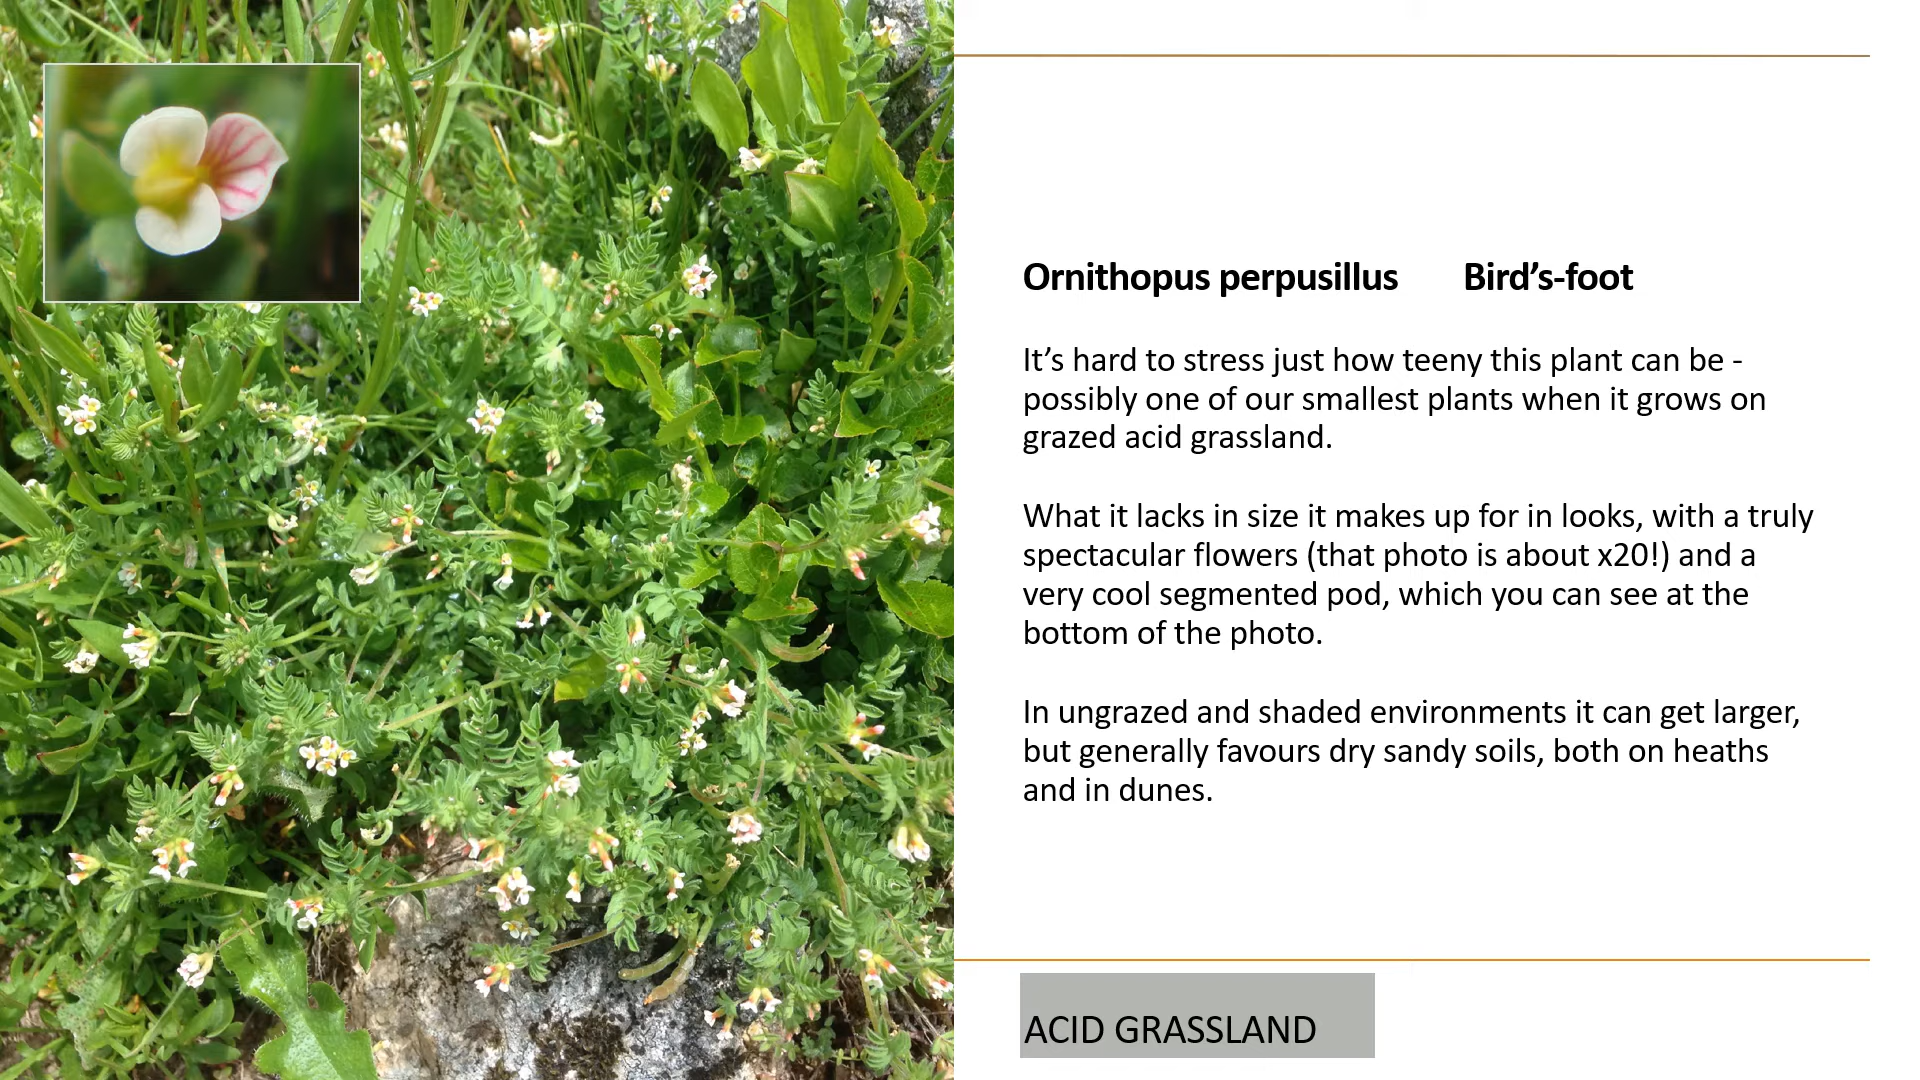 Ornithopus perpusillus Bird’s-foot
It’s hard to stress just how teeny this plant can be -
possibly one of our smallest plants when it grows on
grazed acid grassland.
What it lacks in size it makes up for in looks, with a truly
spectacular flowers (that photo is about x20!) and a
very cool segmented pod, which you can see at the
bottom of the photo.
In ungrazed and shaded environments it can get larger,
but generally favours dry sandy soils, both on heaths
and in dunes.
ACID GRASSLAND